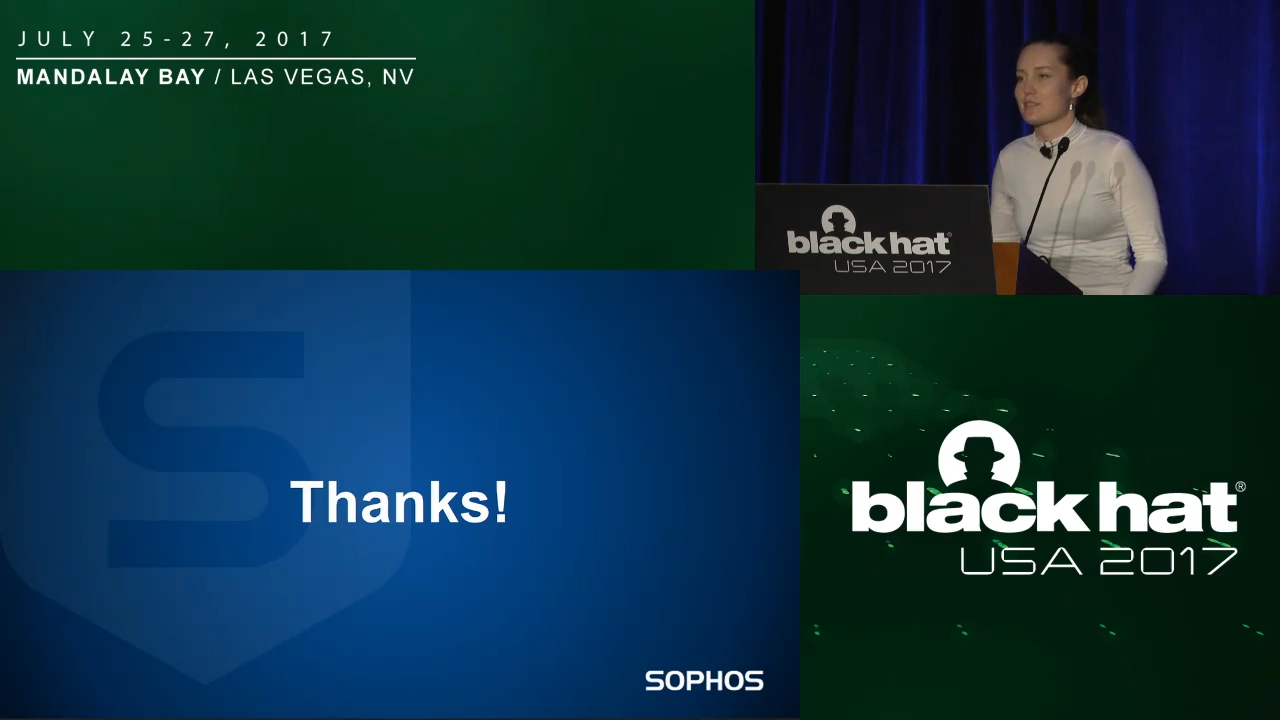 JULY 25-27, 2017
MANDALAY BAY / LAS VEGAS, NV
black hat®
USA 2017
Thanks!
SOPHOS
black hat®
USA 2017